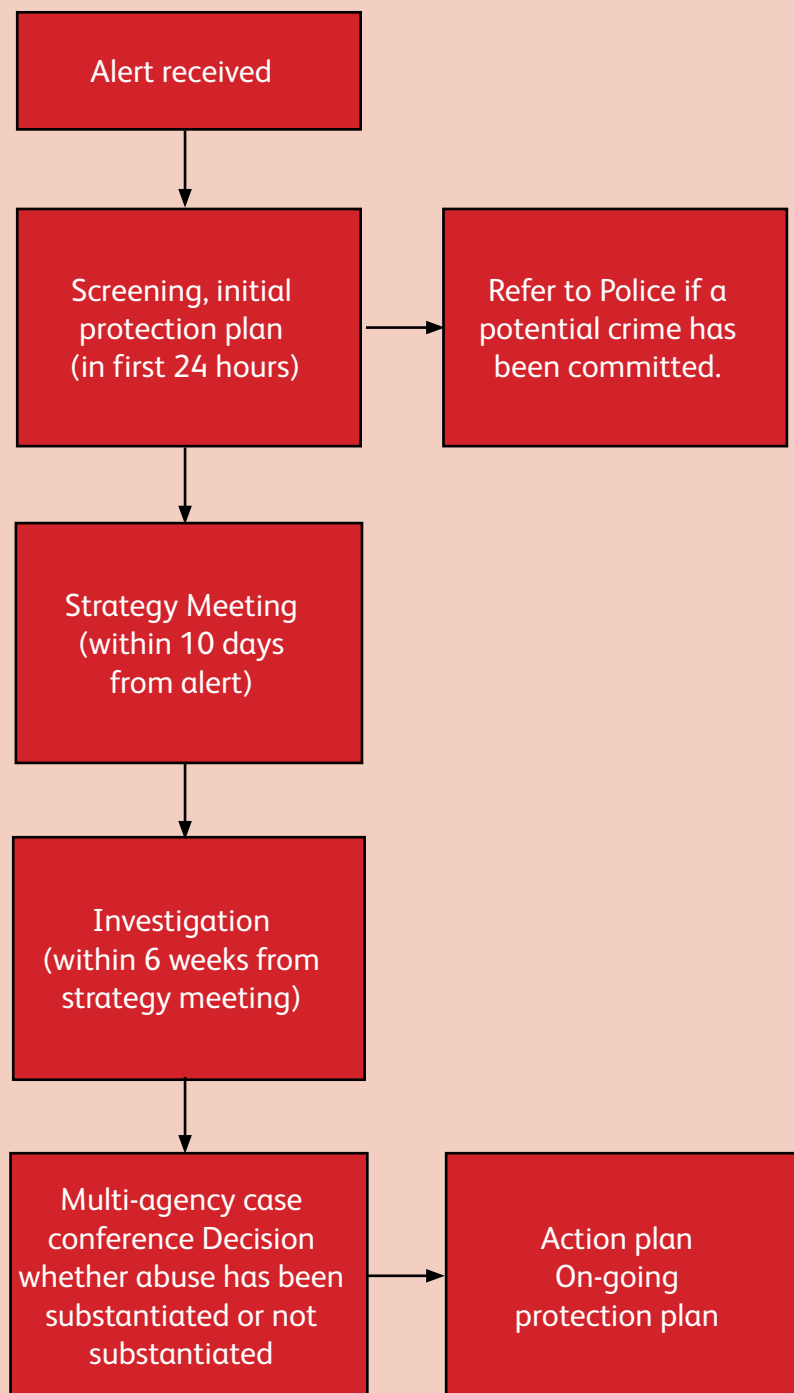 Alert received
Screening, initial
protection plan
(in first 24 hours)
Refer to Police if a
potential crime has
been committed.
Strategy Meeting
(within 10 days
from alert)
Investigation
(within 6 weeks from
strategy meeting)
Multi-agency case
conference Decision
whether abuse has been
substantiated or not
substantiated
Action plan
On-going
protection plan